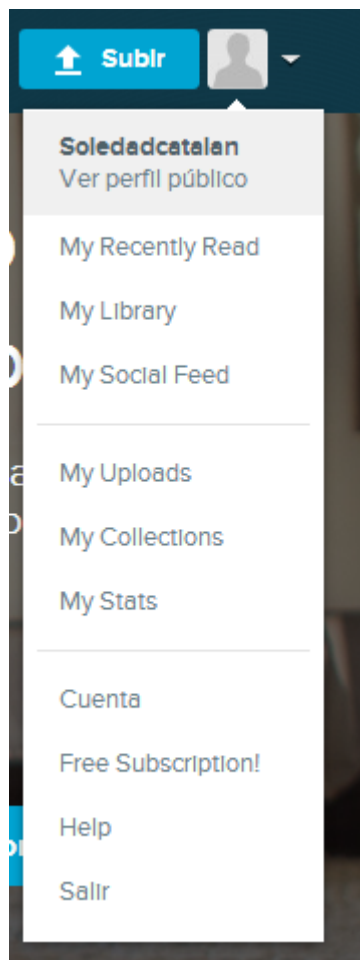 Subir
Soledadcatalan
Ver perfil público
My Recently Read
My Library
My Social Feed
My Uploads
My Collections
My Stats
Cuenta
Free Subscription!
Help
Salir